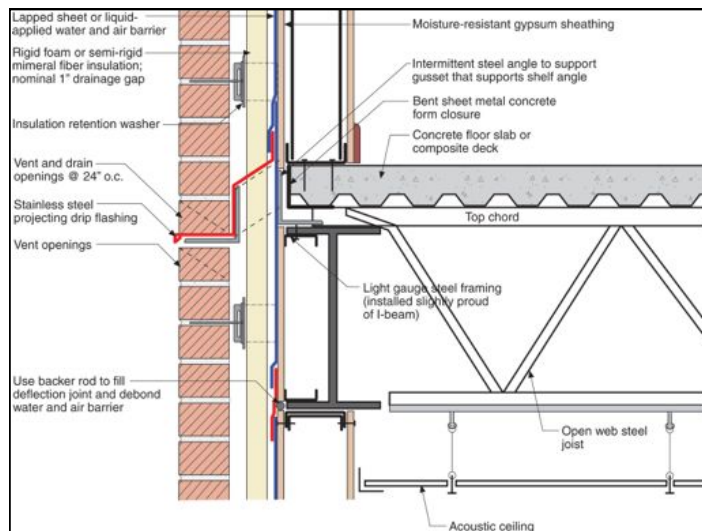 Lapped sheet or liquid-
applied water and air barrier
Rigid foam or semi-rigid
mimeral fiber insulation;
nominal 1" drainage gap
Insulation retention washer
Vent and drain
openings @ 24" o.c.
Stainless steel
projecting drip flashing
Vent openings
Use backer rod to fill
deflection joint and debond
water and air barrier
Moisture-resistant gypsum sheathing
Intermittent steel angle to support
gusset that supports shelf angle
Bent sheet metal concrete
form closure
Concrete floor slab or
composite deck
Top chord
Light gauge steel framing
(installed slightly proud
of I-beam)
Open web steel
joist
Acoustic ceiling